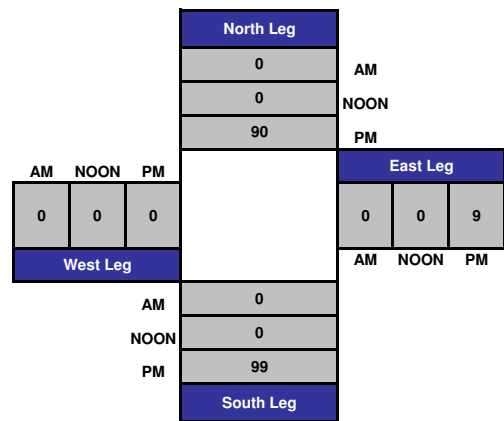 North Leg
0 AM
0 NOON
90 PM
AM NOON PM East Leg
0 0 0 0 0 9
West Leg AM NOON PM
AM 0
NOON 0
PM 99
South Leg